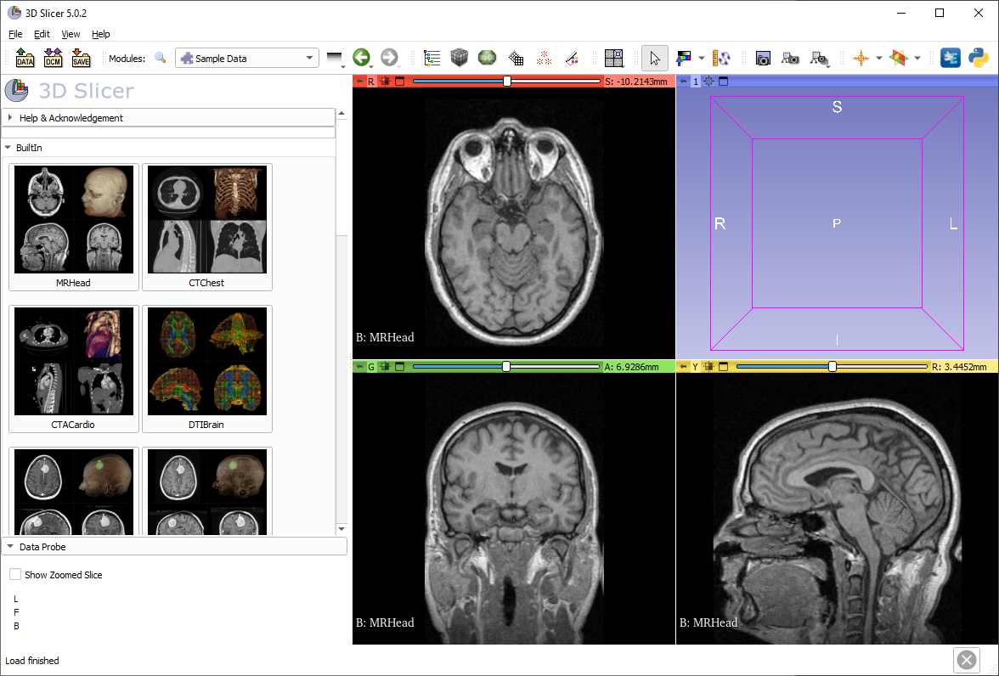 3D Slicer 5.0.2
File Edit View Help
DATA DCM SAVE Modules: Sample Data
3D Slicer
Help & Acknowledgement
BuiltIn
MRHead CTChest
CTACardio DTIBrain
Data Probe
Show Zoomed Slice
L
F
B
Load finished
R S: -10.2143mm
B: MRHead
1
S
R P L
I
G A: 6.9286mm
B: MRHead
Y R: 3.4452mm
B: MRHead